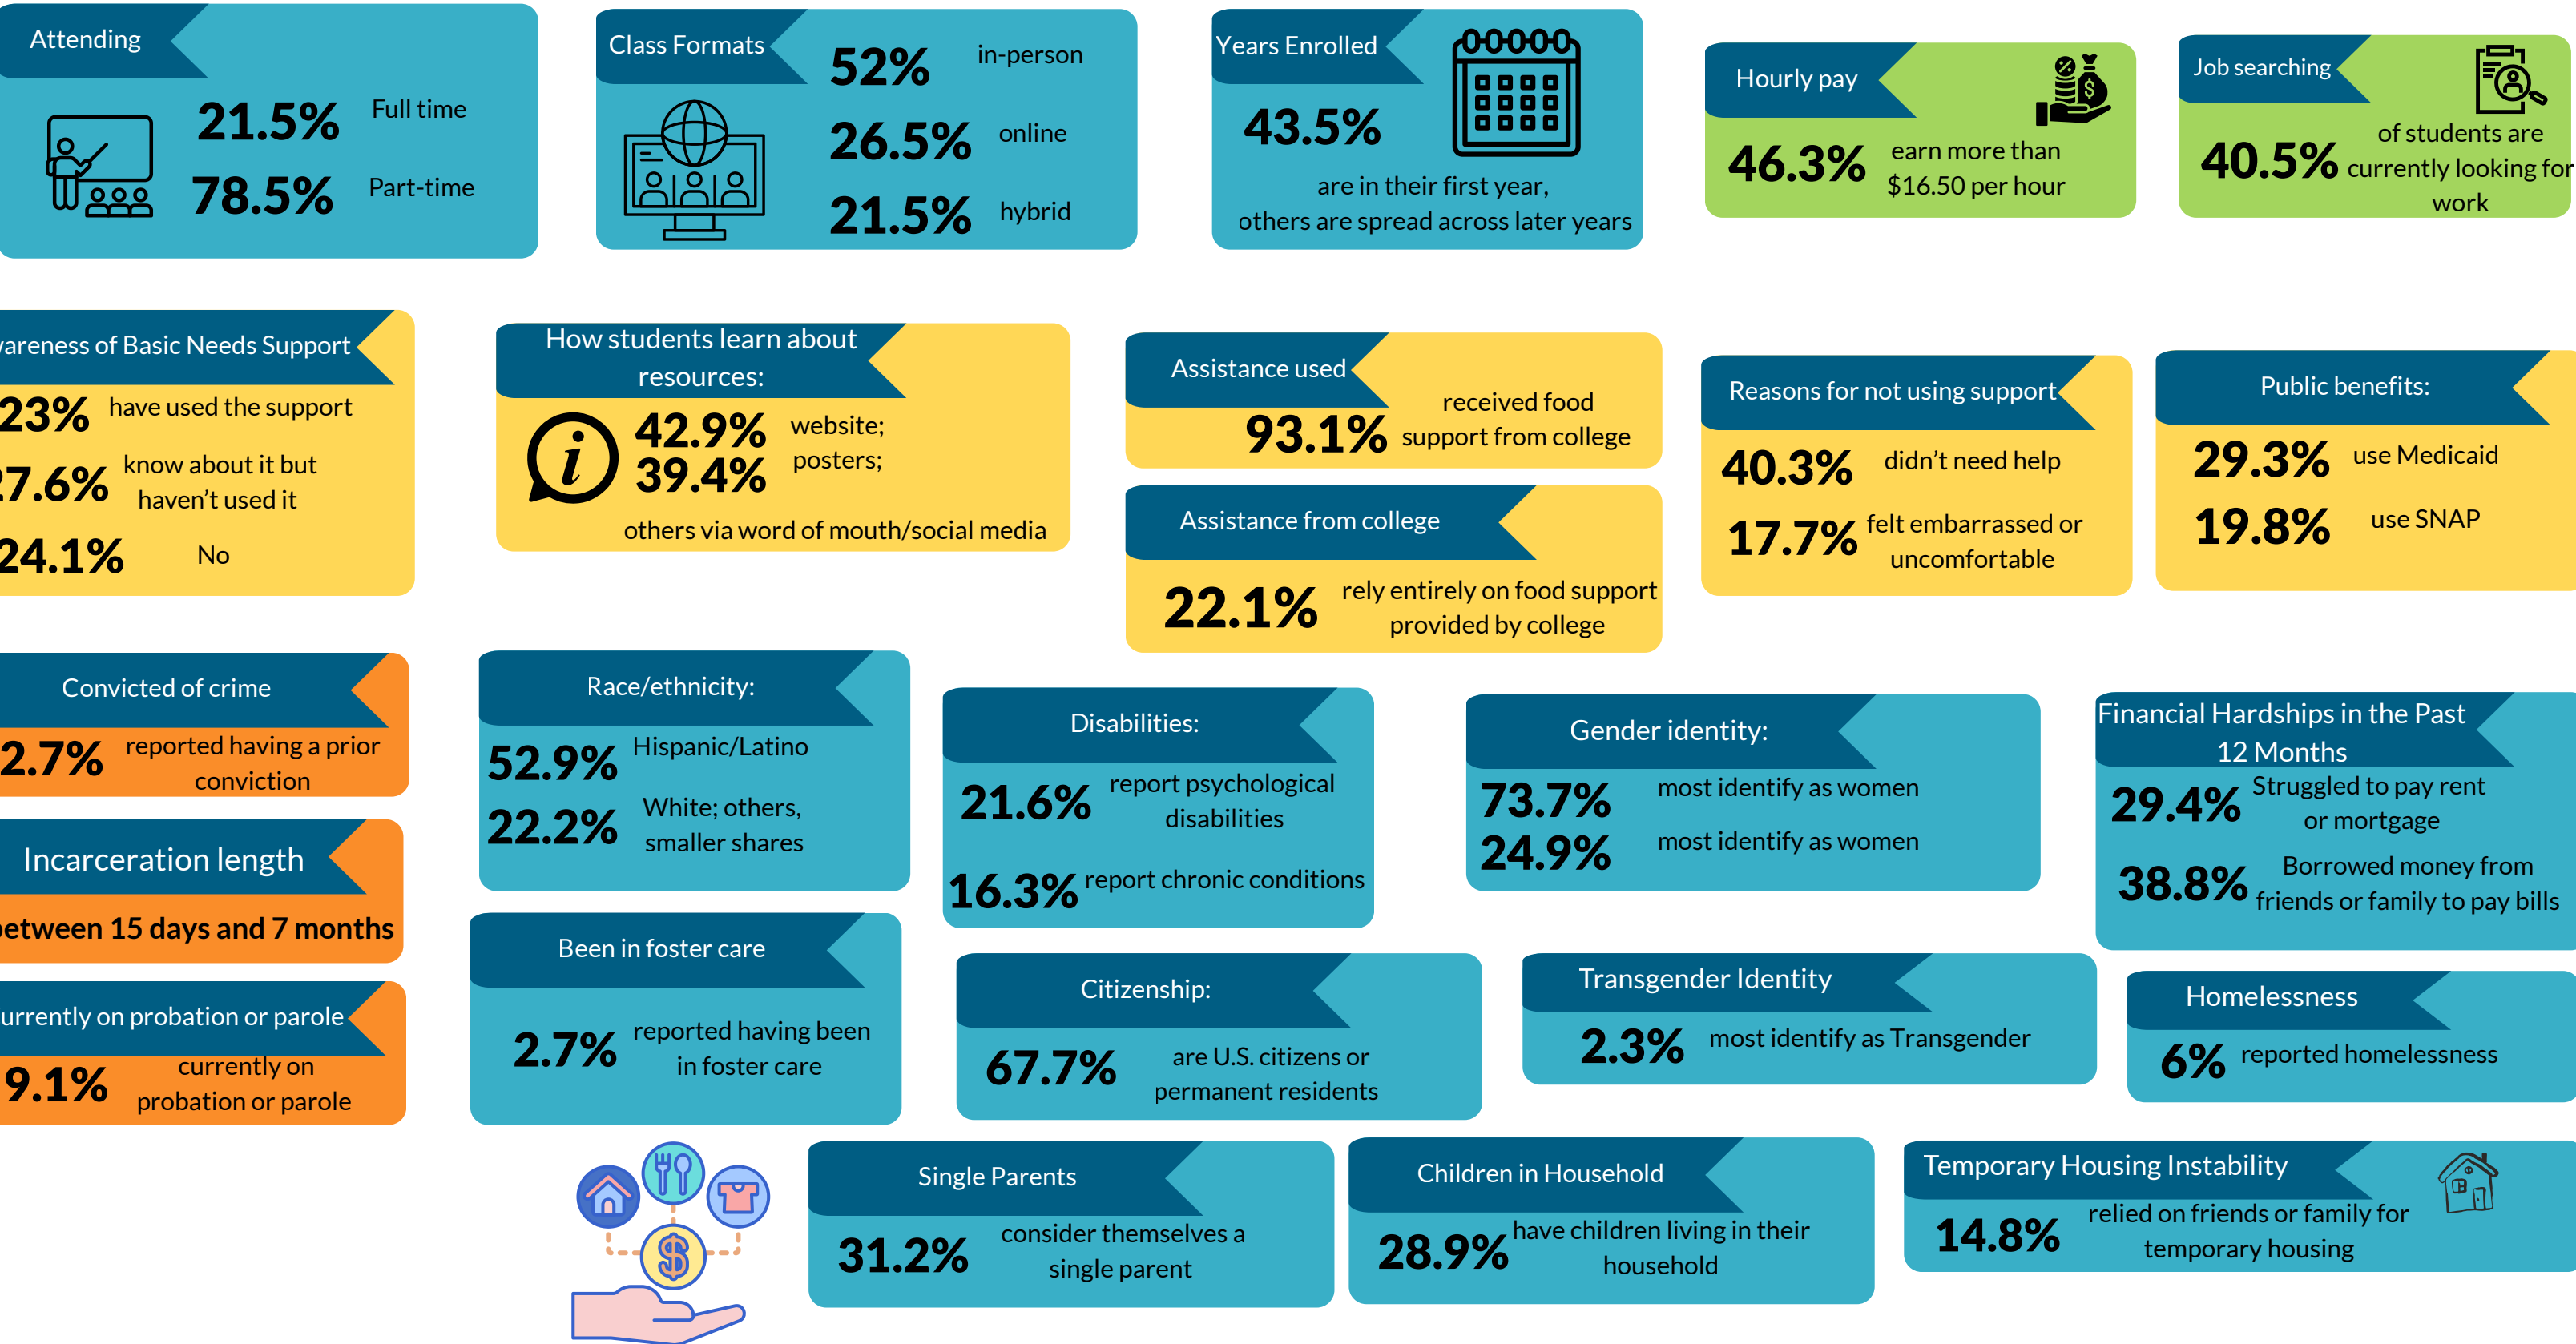 Attending
21.5% Full time
78.5% Part-time
Class Formats
52% in-person
26.5% online
21.5% hybrid
Years Enrolled
43.5%
are in their first year,
others are spread across later years
Hourly pay
46.3% earn more than
$16.50 per hour
Job searching
40.5% of students are
currently looking for
work
wareness of Basic Needs Support
23% have used the support
27.6% know about it but
haven't used it
24.1% No
How students learn about
resources:
42.9% website;
39.4% posters;
others via word of mouth/social media
Assistance used
93.1% received food
support from college
Assistance from college
22.1% rely entirely on food support
provided by college
Reasons for not using support
40.3% didn't need help
17.7% felt embarrassed or
uncomfortable
Public benefits:
29.3% use Medicaid
19.8% use SNAP
Convicted of crime
2.7% reported having a prior
conviction
Incarceration length
between 15 days and 7 months
urrently on probation or parole
9.1% currently on
probation or parole
Race/ethnicity:
52.9% Hispanic/Latino
22.2% White; others,
smaller shares
Been in foster care
2.7% reported having been
in foster care
Disabilities:
21.6% report psychological
disabilities
16.3% report chronic conditions
Citizenship:
67.7% are U.S. citizens or
permanent residents
Gender identity:
73.7% most identify as women
24.9% most identify as women
Transgender Identity
2.3% most identify as Transgender
Financial Hardships in the Past
12 Months
29.4% Struggled to pay rent
or mortgage
38.8% Borrowed money from
friends or family to pay bills
Homelessness
6% reported homelessness
Single Parents
31.2% consider themselves a
single parent
Children in Household
28.9% have children living in their
household
Temporary Housing Instability
14.8% relied on friends or family for
temporary housing